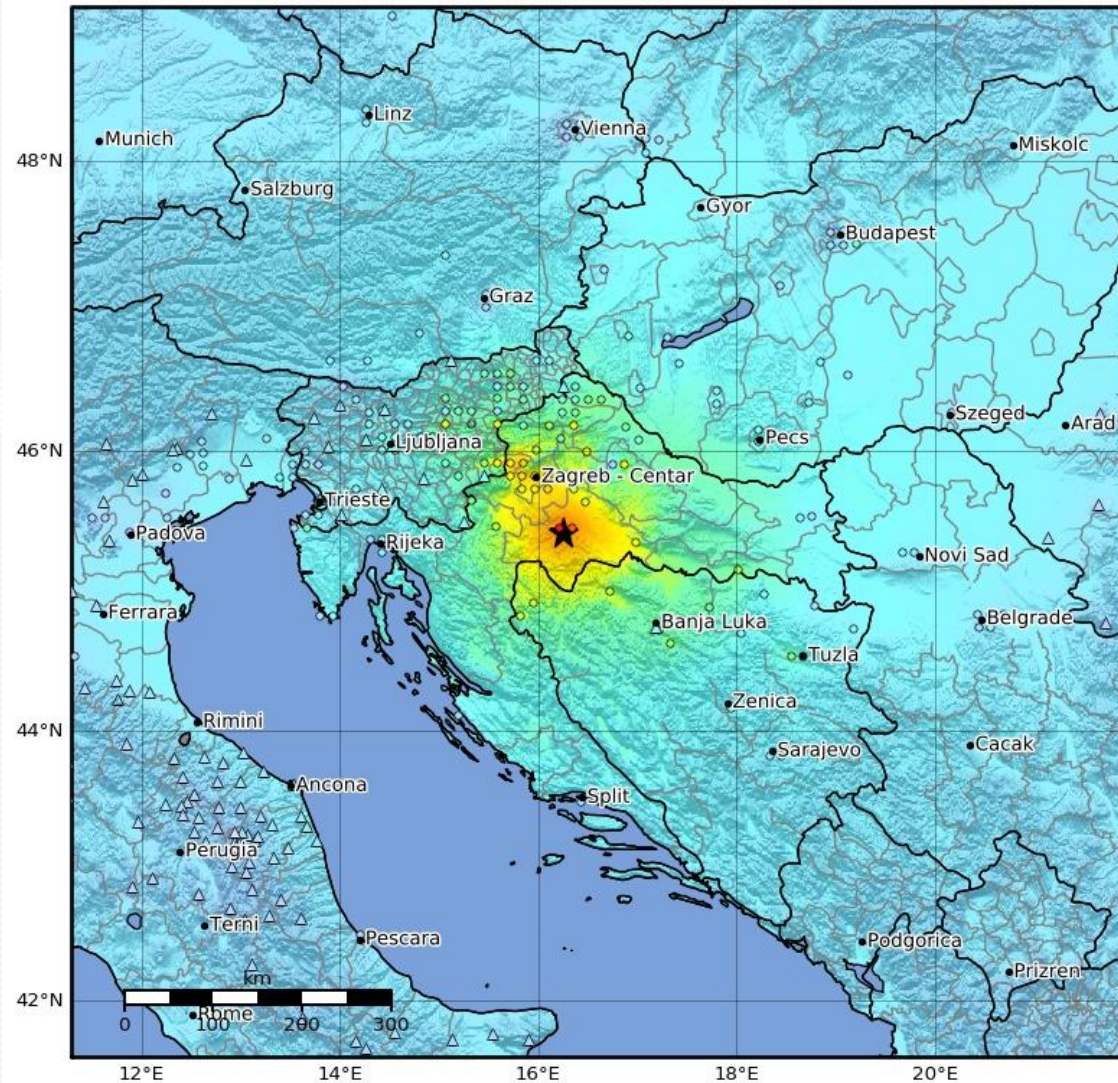 Linz
Vienna
Munich
Miskolc
48°N
Salzburg
Gyor
Budapest
Graz
Szeged
Arad
Pecs
46°N
Ljubljana
Zagreb - Centar
Trieste
Padova
Rijeka
Novi Sad
Ferrara
Belgrade
Banja Luka
Tuzla
Zenica
44°N
Rimini
Sarajevo
Cacak
Ancona
Split
Perugia
Terni
Pescara
Podgorica
km
Prizren
42°N
Rome
0 100 200 300
12°E 14°E 16°E 18°E 20°E